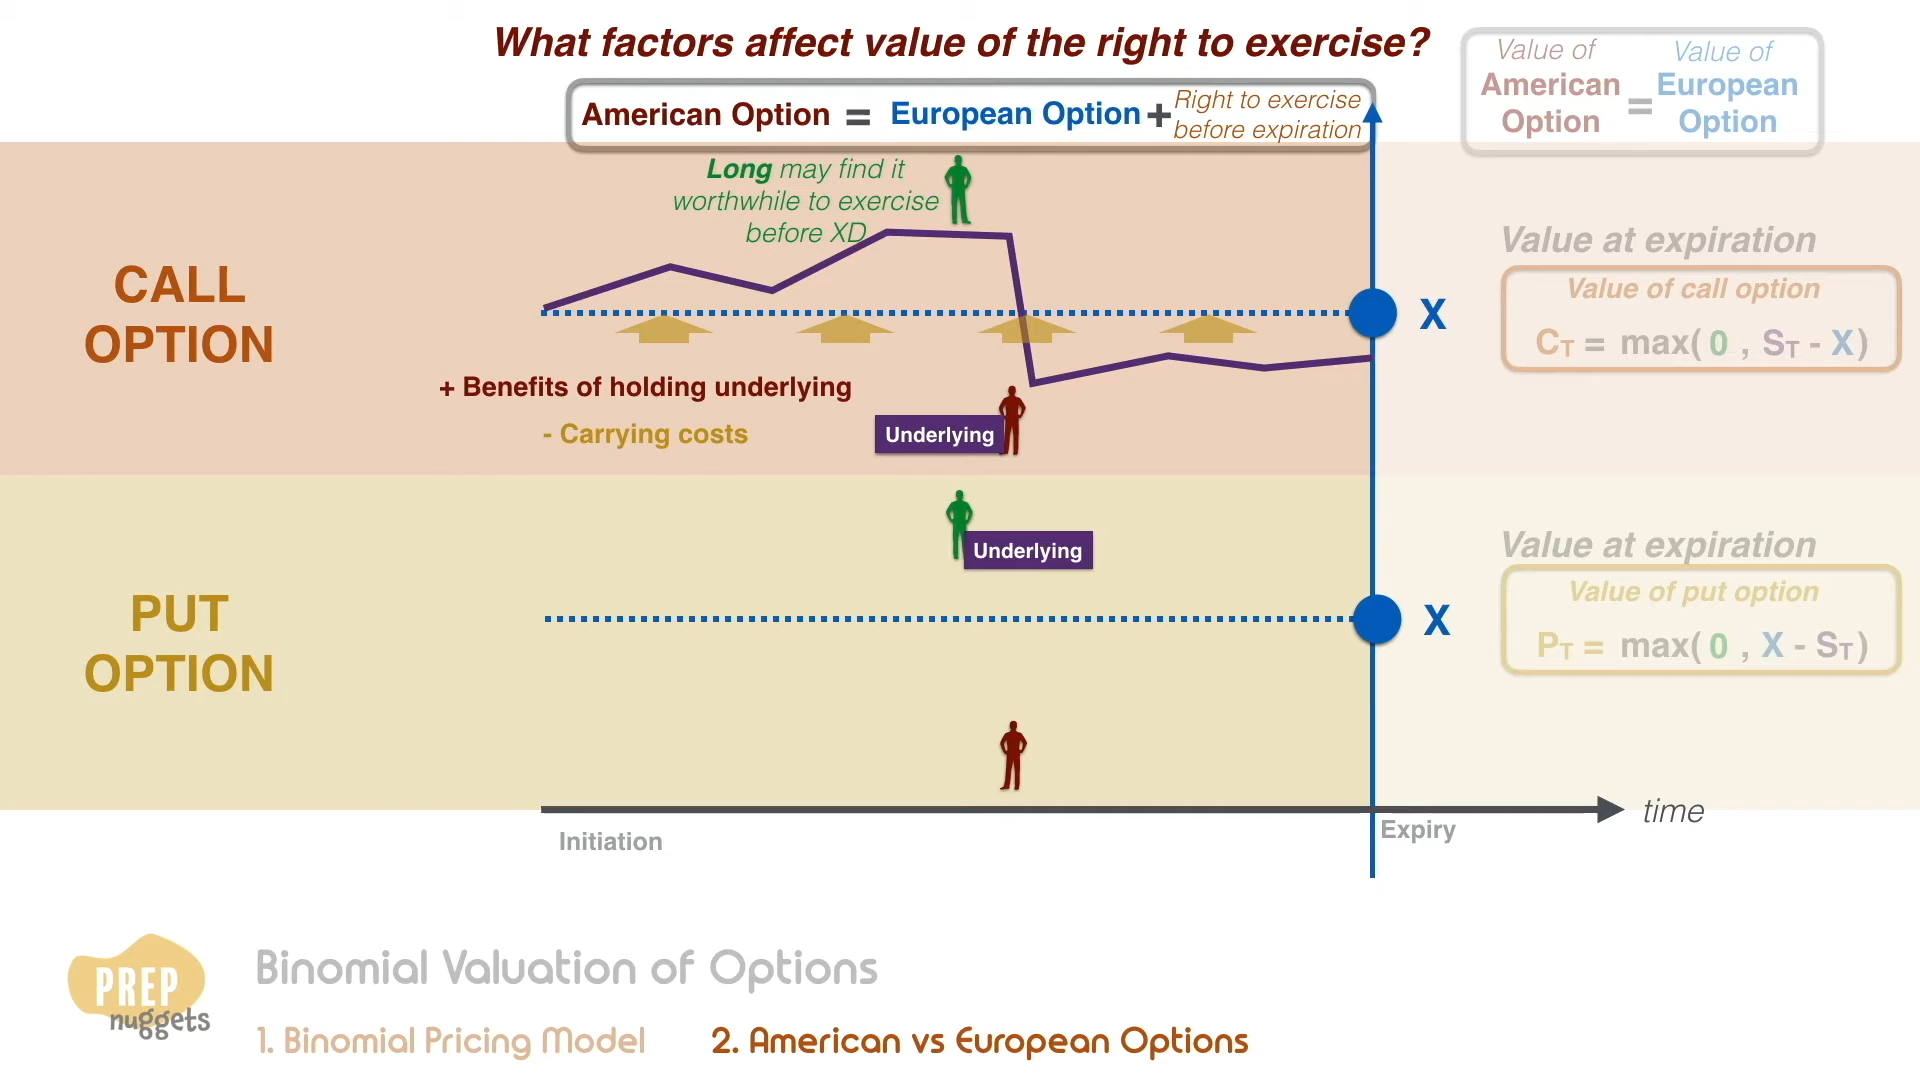 What factors affect value of the right to exercise?
American Option = European Option + Right to exercise
before expiration
Value of
American
Option
=
Value of
European
Option
Long may find it
worthwhile to exercise
before XD
CALL
OPTION
X
+ Benefits of holding underlying
- Carrying costs
Underlying
Value at expiration
Value of call option
CT = max( 0 , ST - X )
PUT
OPTION
Underlying
X
Value at expiration
Value of put option
PT = max( 0 , X - ST )
time
Initiation
Expiry
PREP
nuggets
Binomial Valuation of Options
1. Binomial Pricing Model
2. American vs European Options